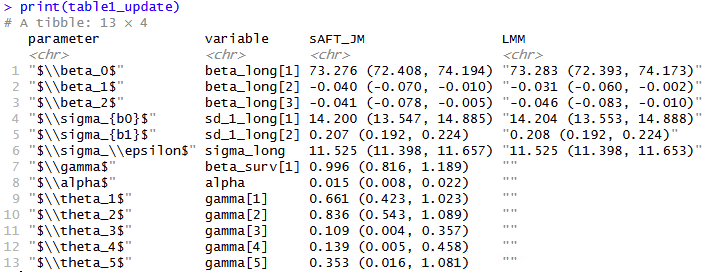 > print(table1_update)
# A tibble: 13 × 4
parameter variable sAFT_JM LMM
<chr> <chr> <chr> <chr>
1 "$\\beta_0$" beta_long[1] 73.276 (72.408, 74.194) "73.283 (72.393, 74.173)"
2 "$\\beta_1$" beta_long[2] -0.040 (-0.070, -0.010) "-0.031 (-0.060, -0.002)"
3 "$\\beta_2$" beta_long[3] -0.041 (-0.078, -0.005) "-0.046 (-0.083, -0.010)"
4 "$\\sigma_{b0}$" sd_1_long[1] 14.200 (13.547, 14.885) "14.204 (13.553, 14.888)"
5 "$\\sigma_{b1}$" sd_1_long[2] 0.207 (0.192, 0.224) "0.208 (0.192, 0.224)"
6 "$\\sigma_\\epsilon$" sigma_long 11.525 (11.398, 11.657) "11.525 (11.398, 11.653)"
7 "$\\gamma$" beta_surv[1] 0.996 (0.816, 1.189) ""
8 "$\\alpha$" alpha 0.015 (0.008, 0.022) ""
9 "$\\theta_1$" gamma[1] 0.661 (0.423, 1.023) ""
10 "$\\theta_2$" gamma[2] 0.836 (0.543, 1.089) ""
11 "$\\theta_3$" gamma[3] 0.109 (0.004, 0.357) ""
12 "$\\theta_4$" gamma[4] 0.139 (0.005, 0.458) ""
13 "$\\theta_5$" gamma[5] 0.353 (0.016, 1.081) ""